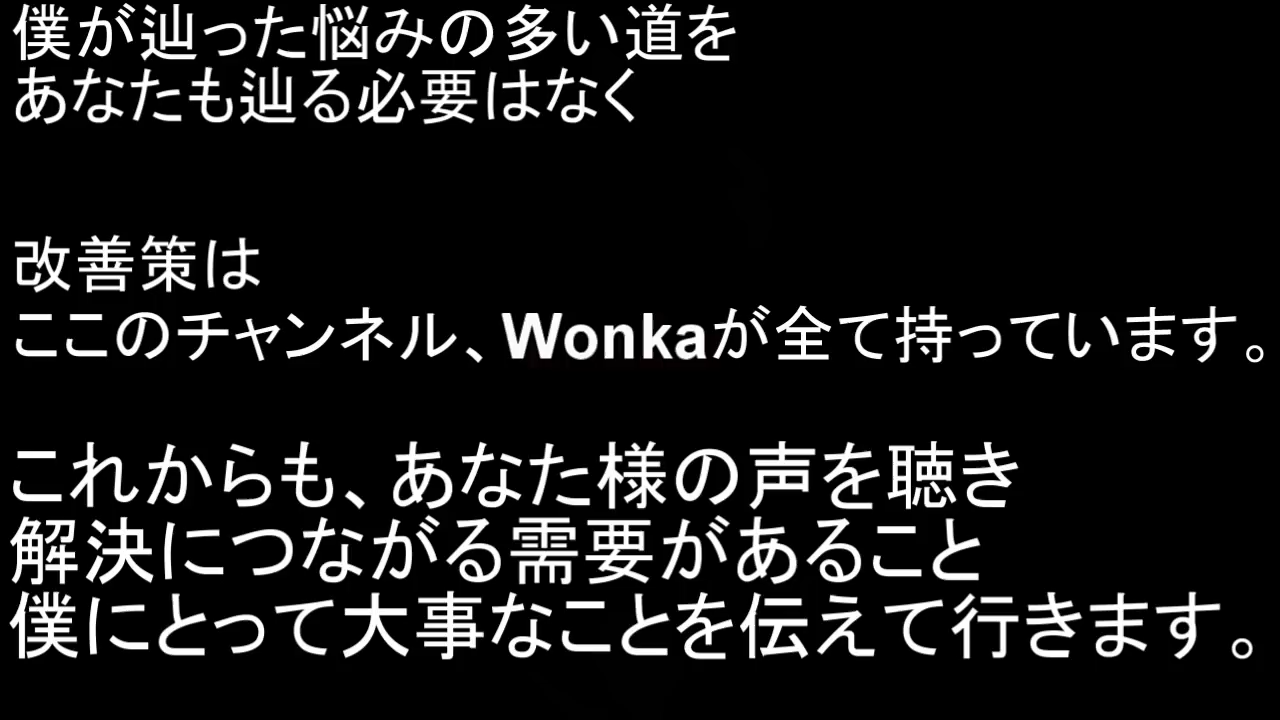 僕が辿った悩みの多い道を
あなたも辿る必要はなく
改善策は
ここのチャンネル、Wonkaが全て持っています。
これからも、あなた様の声を聴き
解決につながる需要があること
僕にとって大事なことを伝えて行きます。